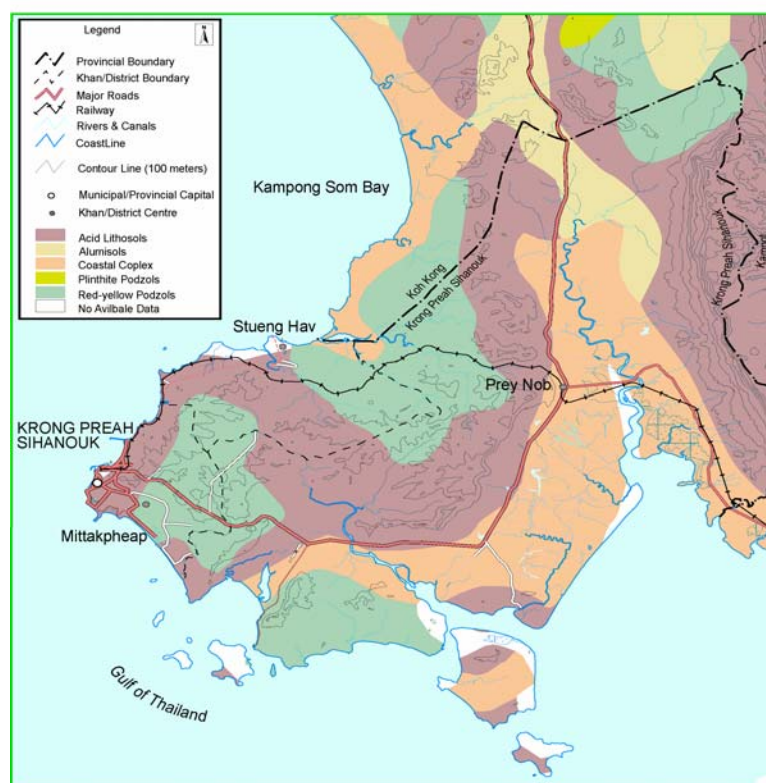 Legend
N
Provincial Boundary
Khan/District Boundary
Major Roads
Railway
Rivers & Canals
CoastLine
Contour Line (100 meters)
Municipal/Provincial Capital
Khan/District Centre
Acid Lithosols
Alumisols
Coastal Coplex
Plinthite Podzols
Red-yellow Podzols
No Avilbale Data
Kampong Som Bay
Koh Kong
Krong Preah Sihanouk
Krong Preah Sihanouk
Kampot
Stueng Hav
Prey Nob
KRONG PREAH
SIHANOUK
Mittakpheap
Gulf of Thailand